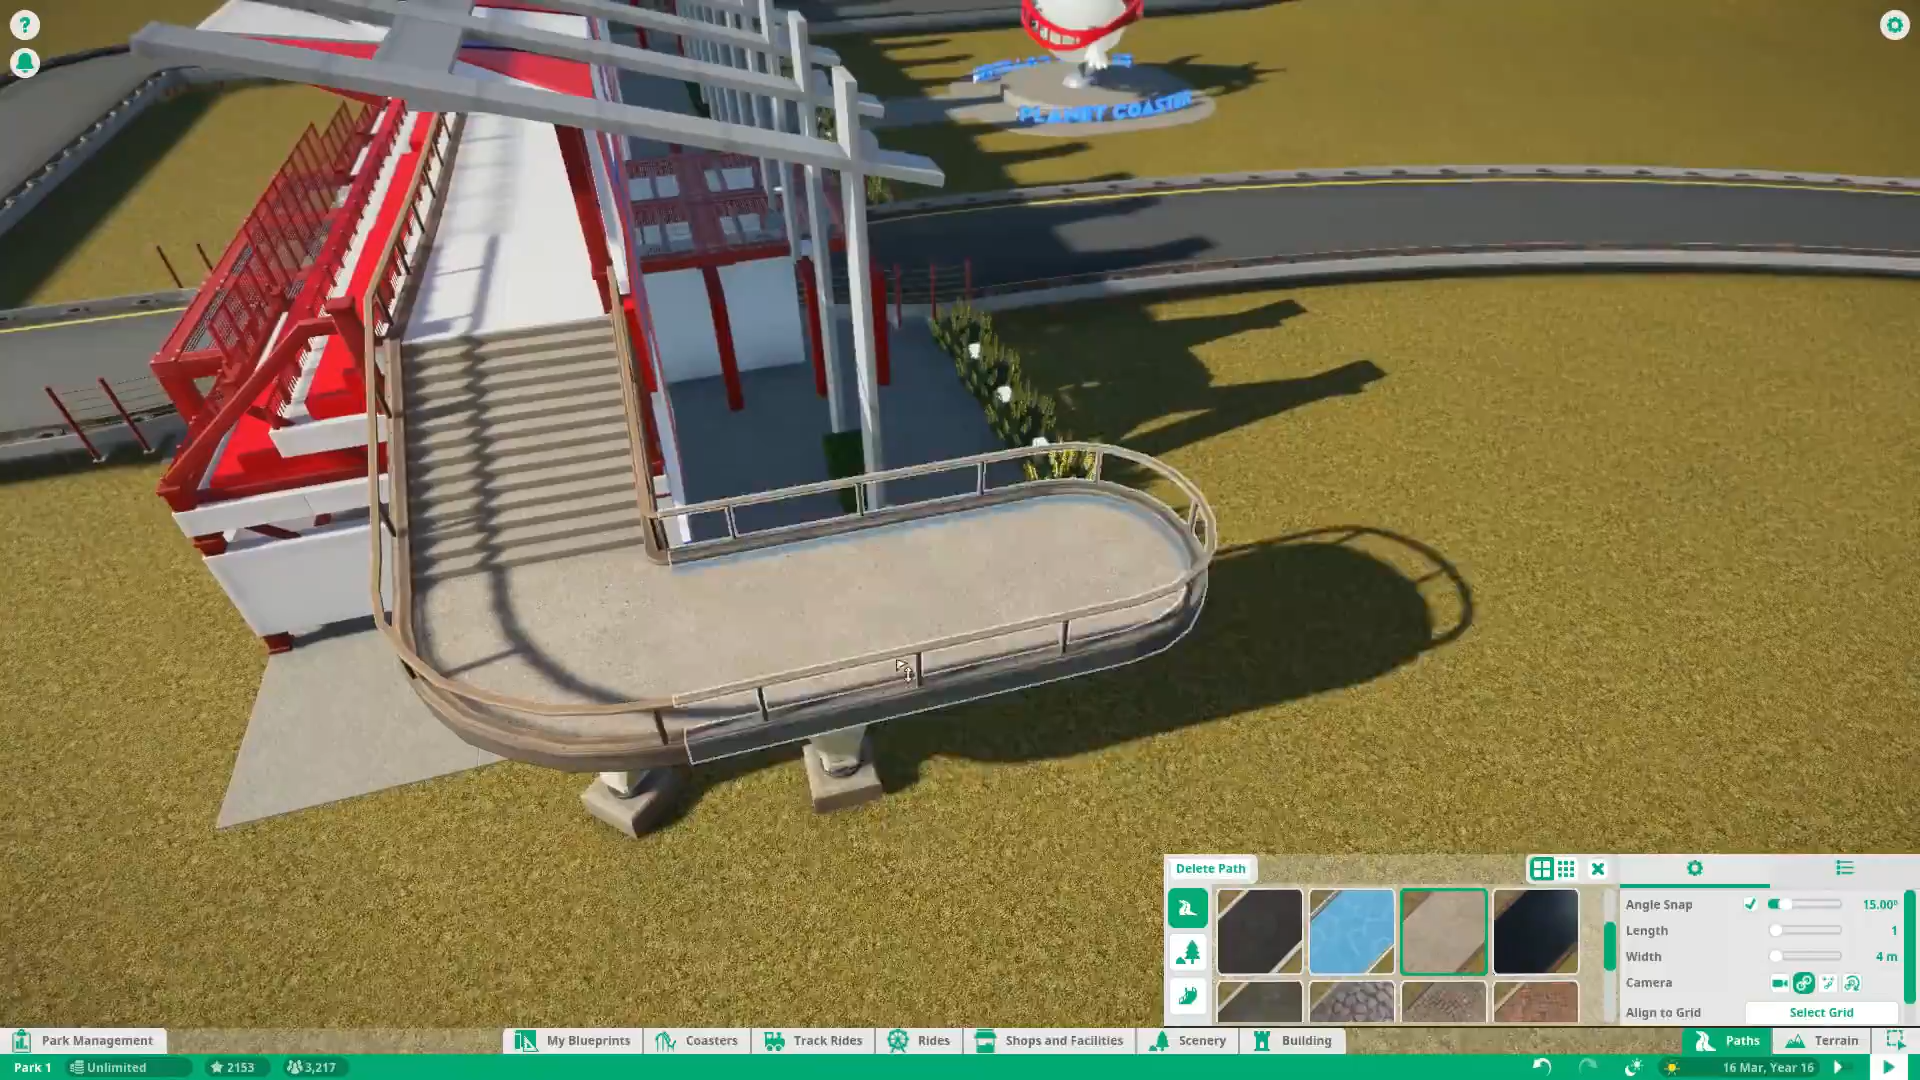 ?
PLANET COASTER
Delete Path
Angle Snap 15.00°
Length 1
Width 4 m
Camera
Align to Grid Select Grid
Park Management
My Blueprints
Coasters
Track Rides
Rides
Shops and Facilities
Scenery
Building
Paths
Terrain
Park 1
Unlimited
2153
3,217
16 Mar, Year 16